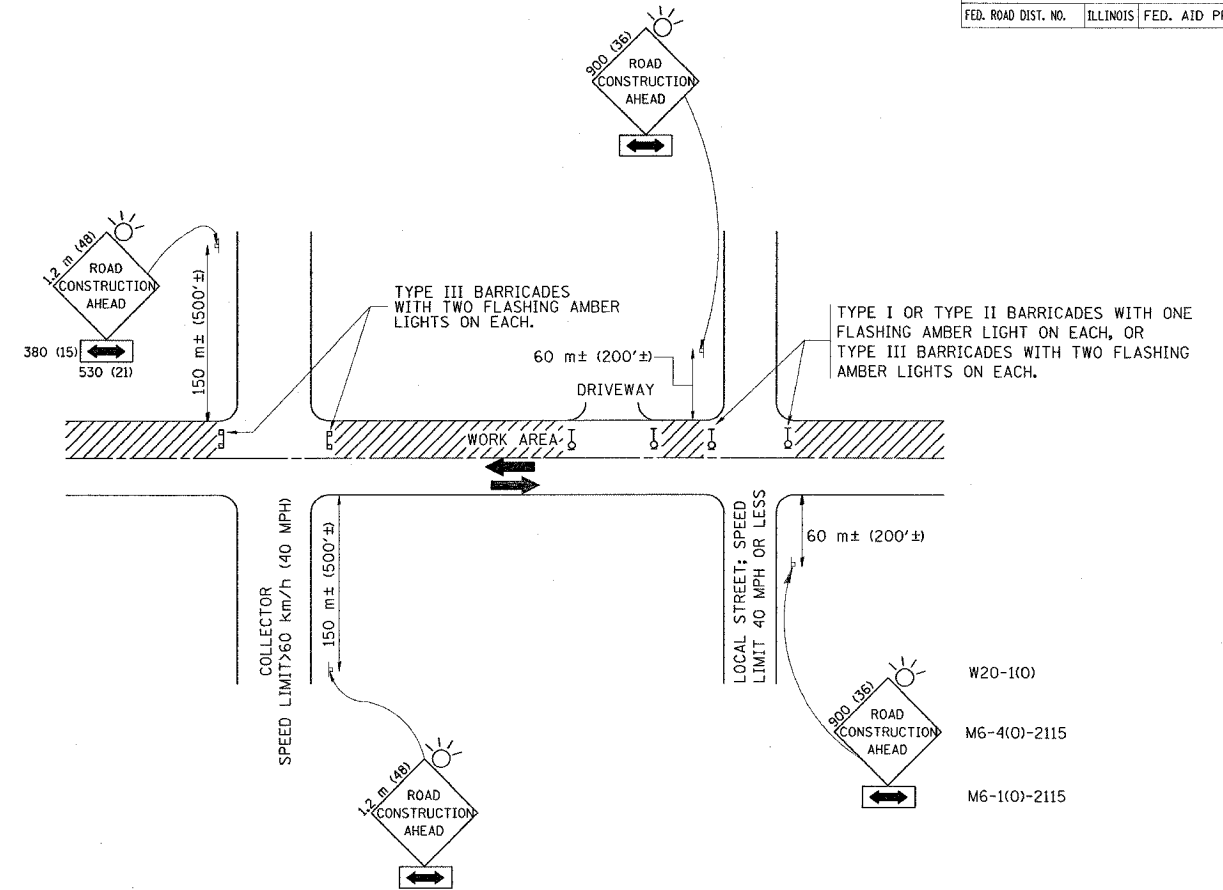 FED. ROAD DIST. NO. ILLINOIS FED. AID
900 (36)
ROAD
CONSTRUCTION
AHEAD
1.2 m (48)
ROAD
CONSTRUCTION
AHEAD
380 (15)
530 (21)
150 m± (500'±)
TYPE III BARRICADES
WITH TWO FLASHING AMBER
LIGHTS ON EACH.
60 m± (200'±)
DRIVEWAY
TYPE I OR TYPE II BARRICADES WITH ONE
FLASHING AMBER LIGHT ON EACH, OR
TYPE III BARRICADES WITH TWO FLASHING
AMBER LIGHTS ON EACH.
WORK AREA
COLLECTOR
SPEED LIMIT>60 km/h (40 MPH)
150 m± (500'±)
LOCAL STREET; SPEED
LIMIT 40 MPH OR LESS
60 m± (200'±)
1.2 m (48)
ROAD
CONSTRUCTION
AHEAD
900 (36)
ROAD
CONSTRUCTION
AHEAD
W20-1(O)
M6-4(O)-2115
M6-1(O)-2115